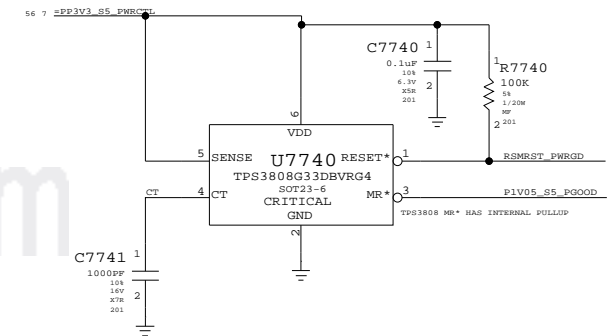 56 7 =PP3V3_S5_PWRCTL
C7740 1
0.1uF
10%
6.3V
X5R
201
2
1
R7740
100K
5%
1/20W
MF
201
2
6
VDD
5 SENSE
U7740
RESET* 1
RSMRST_PWRGD
TPS3808G33DBVRG4
SOT23-6
CT 4 CT
CRITICAL
MR* 3
P1V05_S5_PGOOD
GND
TPS3808 MR* HAS INTERNAL PULLUP
2
C7741 1
1000PF
10%
16V
X7R
201
2
m